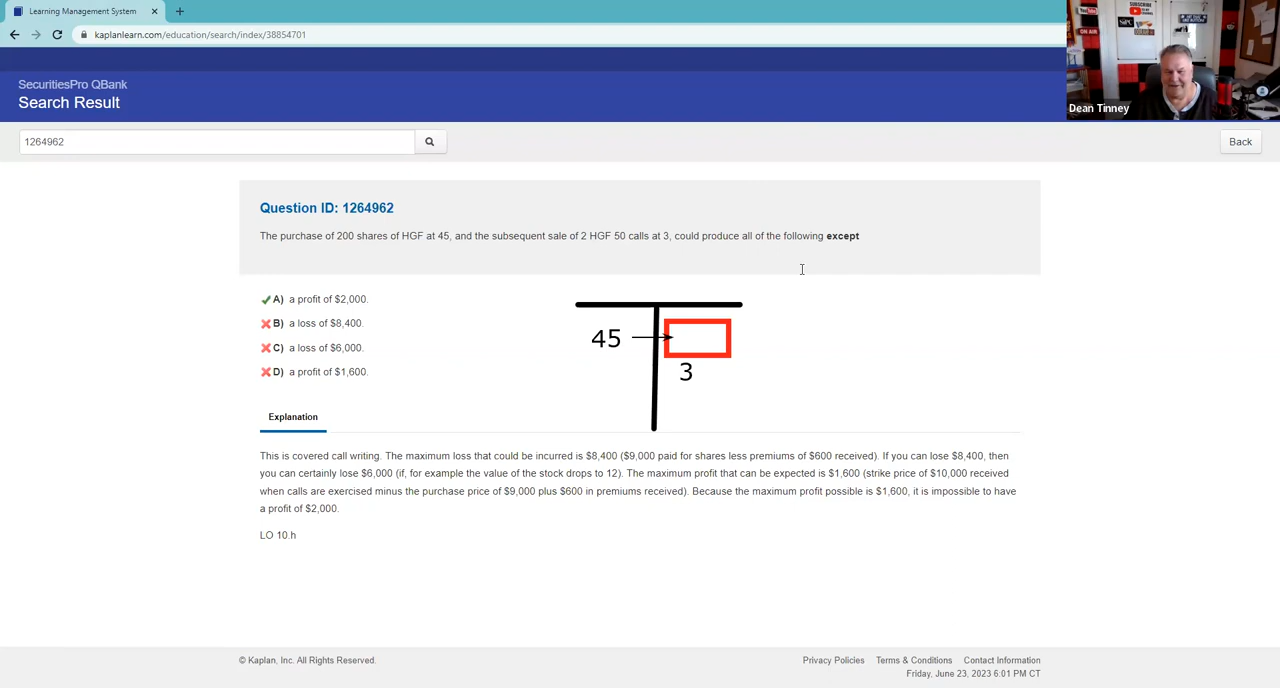 Learning Management System
kaplanlearn.com/education/search/index/38854701
SecuritiesPro QBank
Search Result
Dean Tinney
1264962
Back
Question ID: 1264962
The purchase of 200 shares of HGF at 45, and the subsequent sale of 2 HGF 50 calls at 3, could produce all of the following except
A) a profit of $2,000.
B) a loss of $8,400.
C) a loss of $6,000.
D) a profit of $1,600.
45
3
Explanation
This is covered call writing. The maximum loss that could be incurred is $8,400 ($9,000 paid for shares less premiums of $600 received). If you can lose $8,400, then
you can certainly lose $6,000 (if, for example the value of the stock drops to 12). The maximum profit that can be expected is $1,600 (strike price of $10,000 received
when calls are exercised minus the purchase price of $9,000 plus $600 in premiums received). Because the maximum profit possible is $1,600, it is impossible to have
a profit of $2,000.
LO 10.h
© Kaplan, Inc. All Rights Reserved.
Privacy Policies Terms & Conditions Contact Information
Friday, June 23, 2023 6:01 PM CT